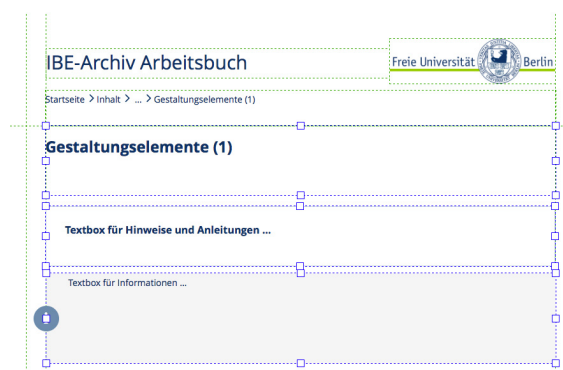 IBE-Archiv Arbeitsbuch
Freie Universität Berlin
Startseite > Inhalt > ... > Gestaltungselemente (1)
Gestaltungselemente (1)
Textbox für Hinweise und Anleitungen ...
Textbox für Informationen ...